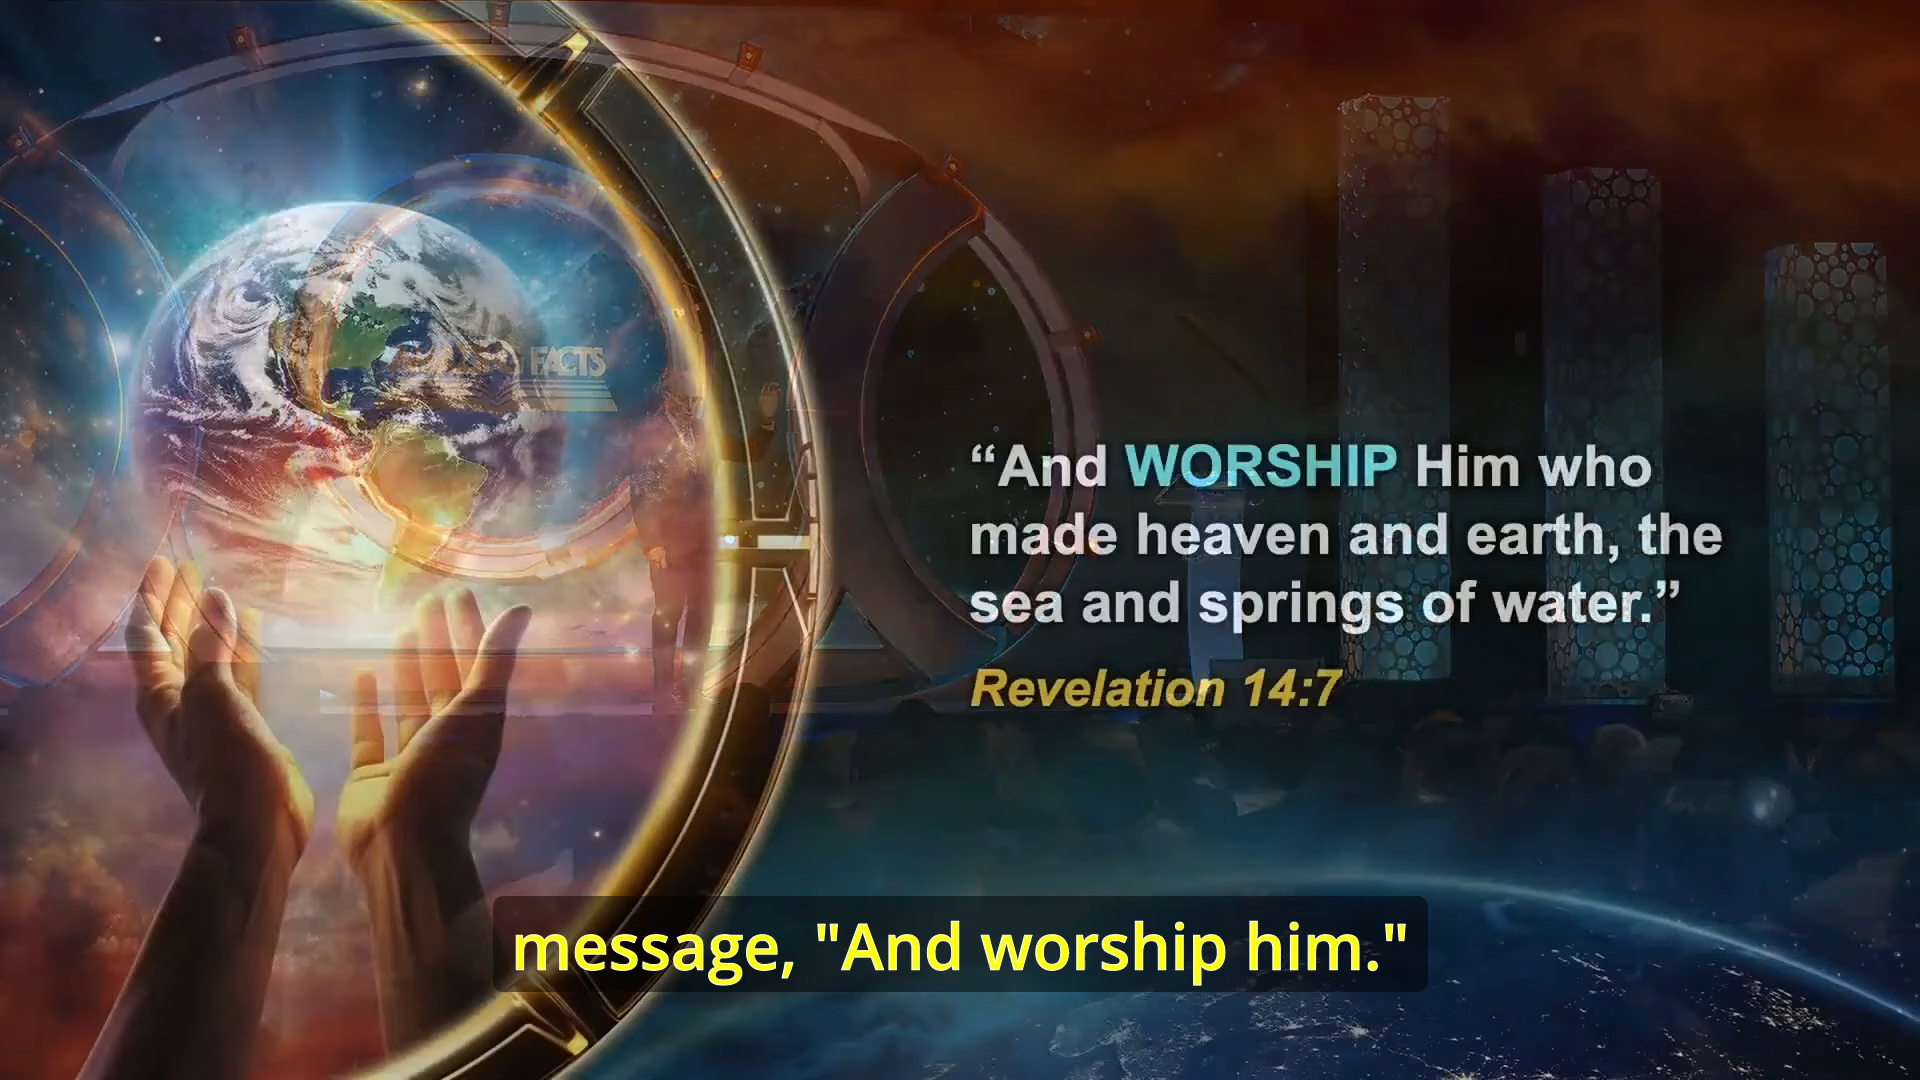 FACTS
“And WORSHIP Him who
made heaven and earth, the
sea and springs of water.”
Revelation 14:7
message, "And worship him."